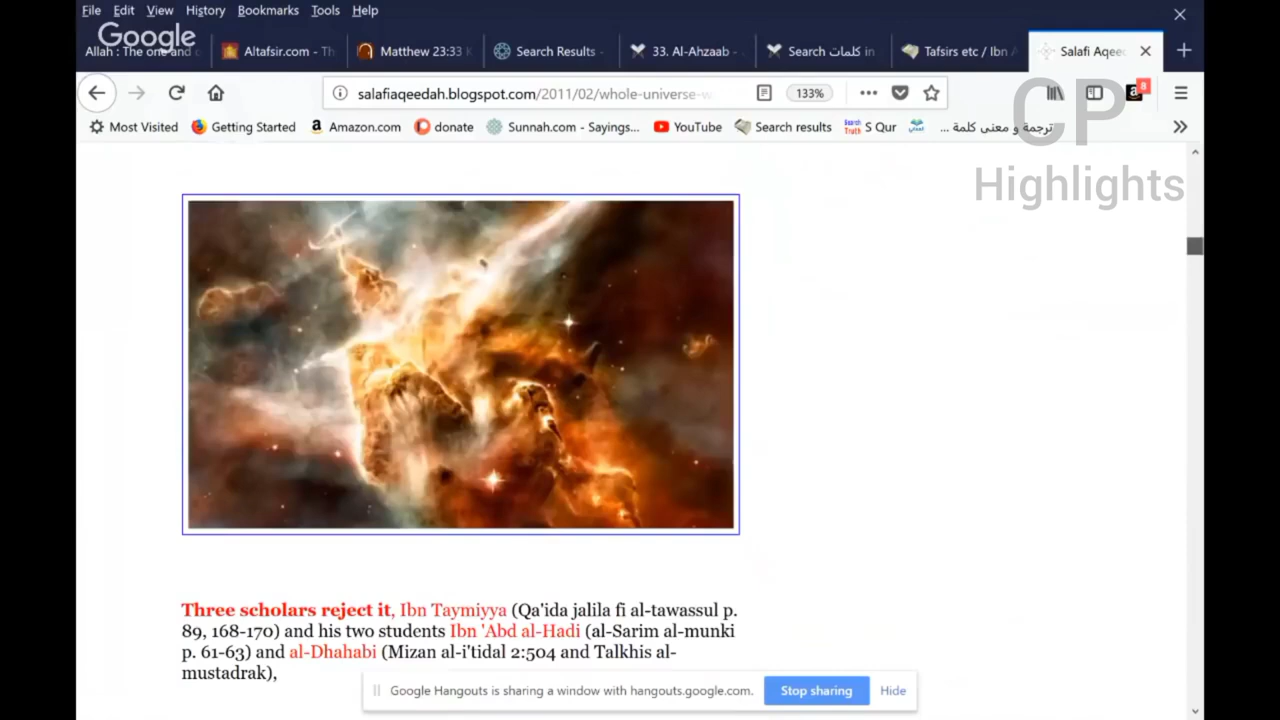 File Edit View History Bookmarks Tools Help
Google
Allah : The one and o
Altafsir.com - Th
Matthew 23:33 K
Search Results -
33. Al-Ahzaab -
Search كلمات in
Tafsirs etc / Ibn A
Salafi Aqee
salafiaqeedah.blogspot.com/2011/02/whole-universe-w
133%
8
CP
Highlights
Most Visited Getting Started Amazon.com donate Sunnah.com - Sayings... YouTube Search results S Qur ترجمة و معنى كلمة ...
Three scholars reject it, Ibn Taymiyya (Qa'ida jalila fi al-tawassul p.
89, 168-170) and his two students Ibn 'Abd al-Hadi (al-Sarim al-munki
p. 61-63) and al-Dhahabi (Mizan al-i'tidal 2:504 and Talkhis al-
mustadrak),
Google Hangouts is sharing a window with hangouts.google.com. Stop sharing Hide